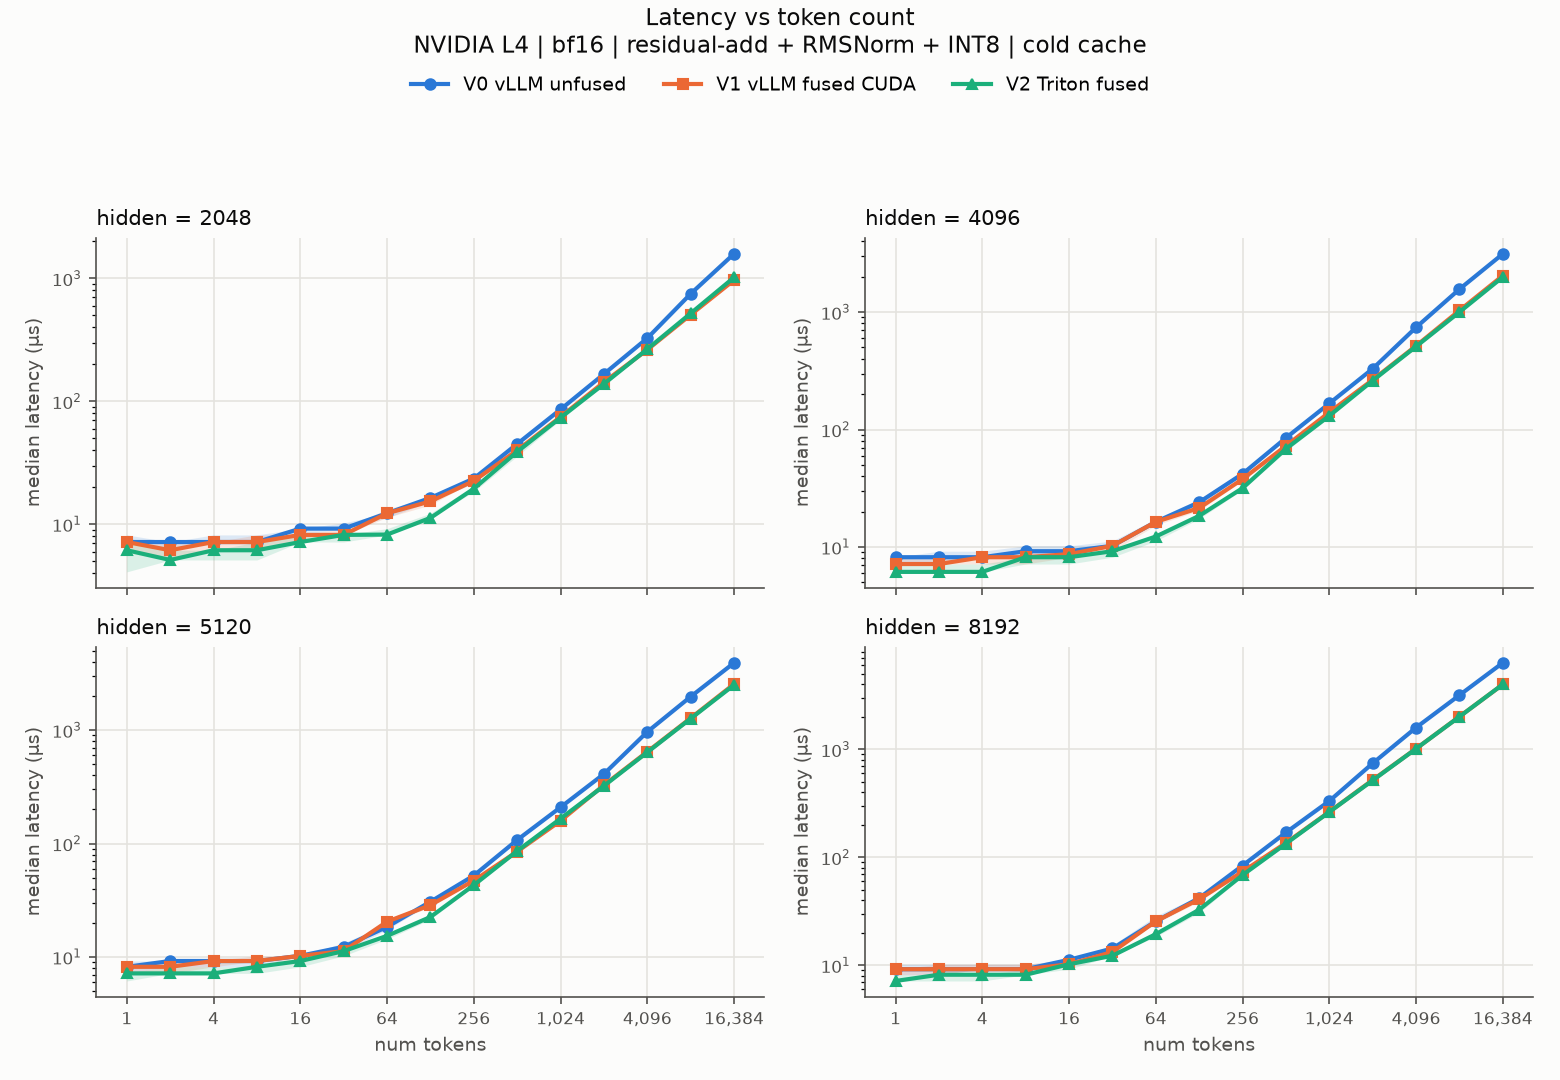 Latency vs token count
NVIDIA L4 | bf16 | residual-add + RMSNorm + INT8 | cold cache
V0 vLLM unfused V1 vLLM fused CUDA V2 Triton fused
hidden = 2048
median latency (µs)
10³
10²
10¹
hidden = 4096
median latency (µs)
10³
10²
10¹
hidden = 5120
median latency (µs)
10³
10²
10¹
1 4 16 64 256 1,024 4,096 16,384
num tokens
hidden = 8192
median latency (µs)
10³
10²
10¹
1 4 16 64 256 1,024 4,096 16,384
num tokens